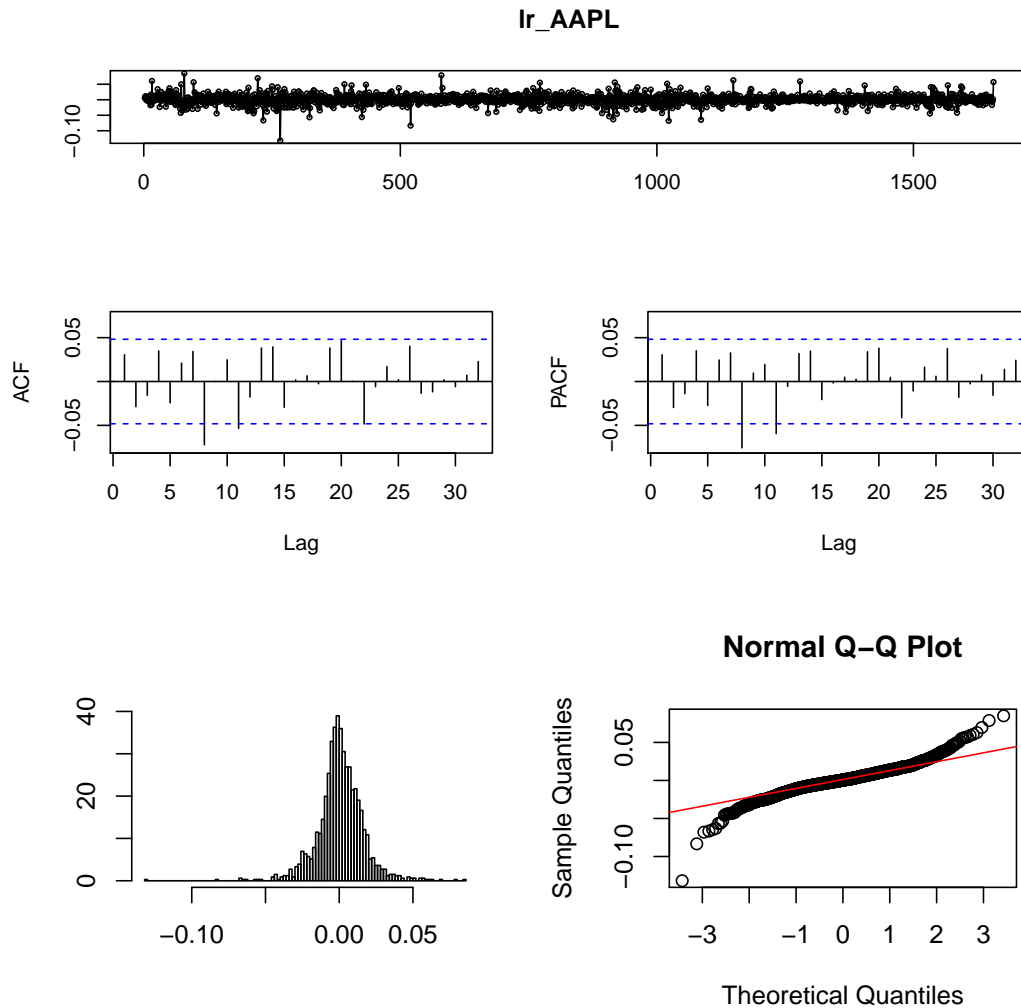 lr_AAPL
−0.10
0 500 1000 1500
ACF
0.05
−0.05
0 5 10 15 20 25 30
Lag
PACF
0.05
−0.05
0 5 10 15 20 25 30
Lag
40
20
0
−0.10 0.00 0.05
Normal Q−Q Plot
Sample Quantiles
0.05
−0.10
−3 −1 0 1 2 3
Theoretical Quantiles